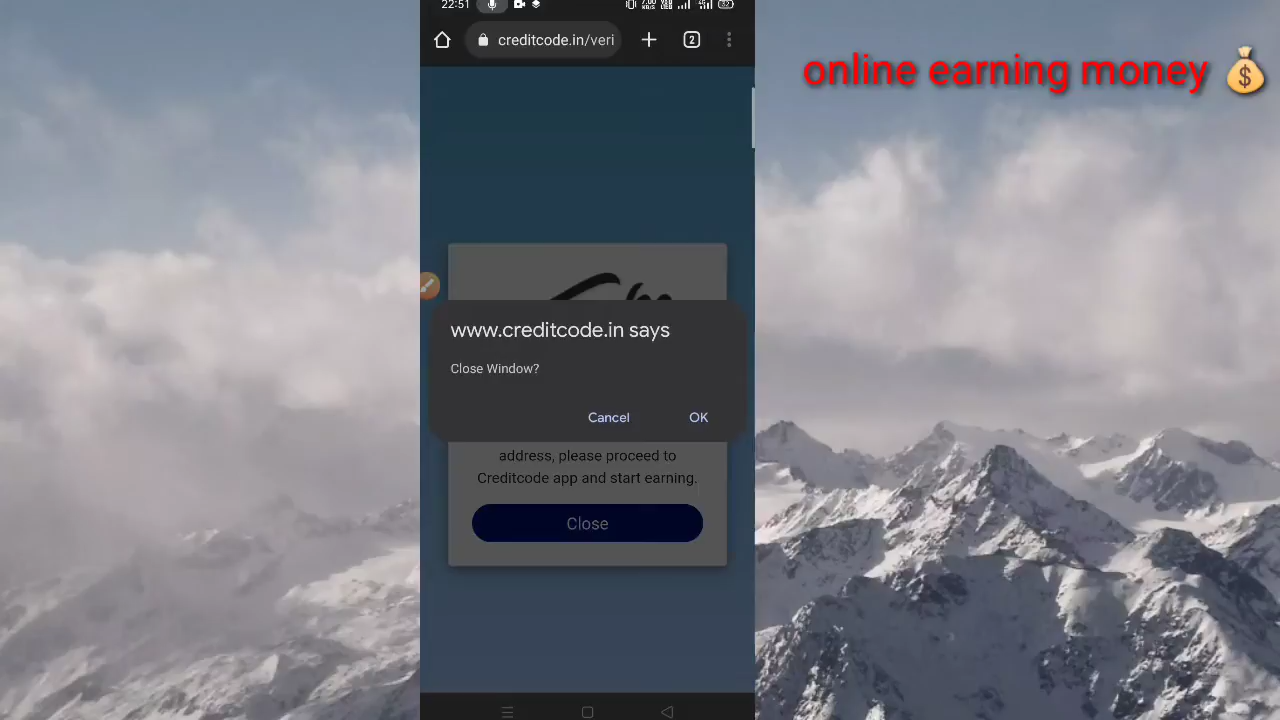 22:51
creditcode.in/veri
2
online earning money
www.creditcode.in says
Close Window?
Cancel OK
address, please proceed to
Creditcode app and start earning.
Close